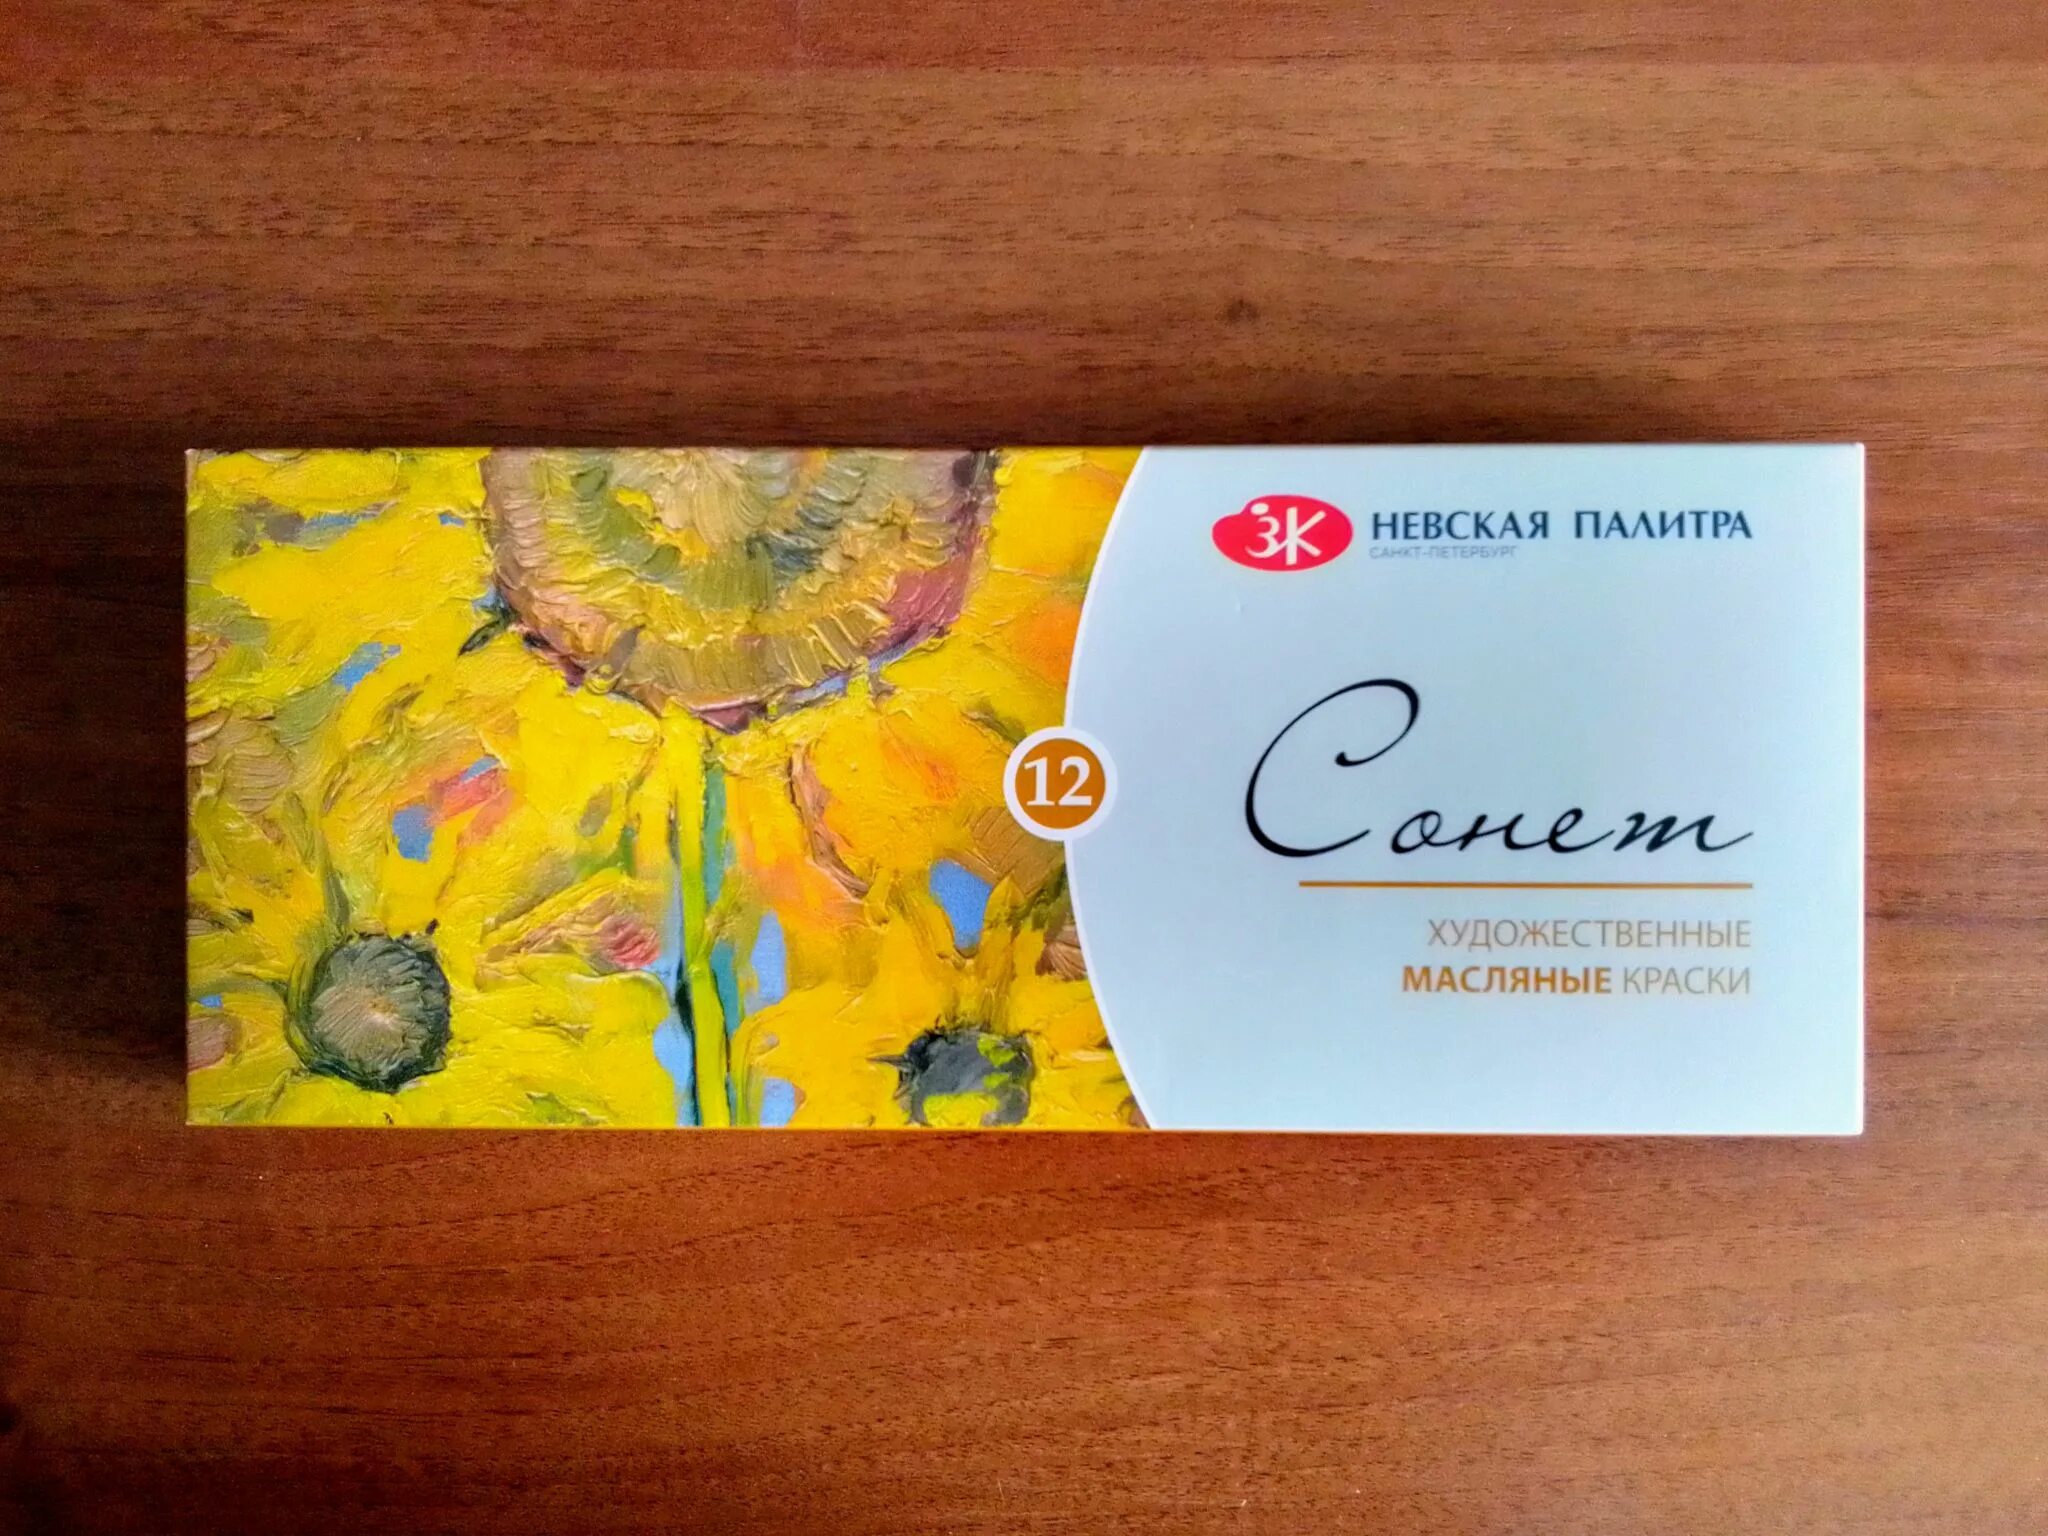 ЗК
НЕВСКАЯ ПАЛИТРА
САНКТ-ПЕТЕРБУРГ
12
Сонет
ХУДОЖЕСТВЕННЫЕ
МАСЛЯНЫЕ КРАСКИ